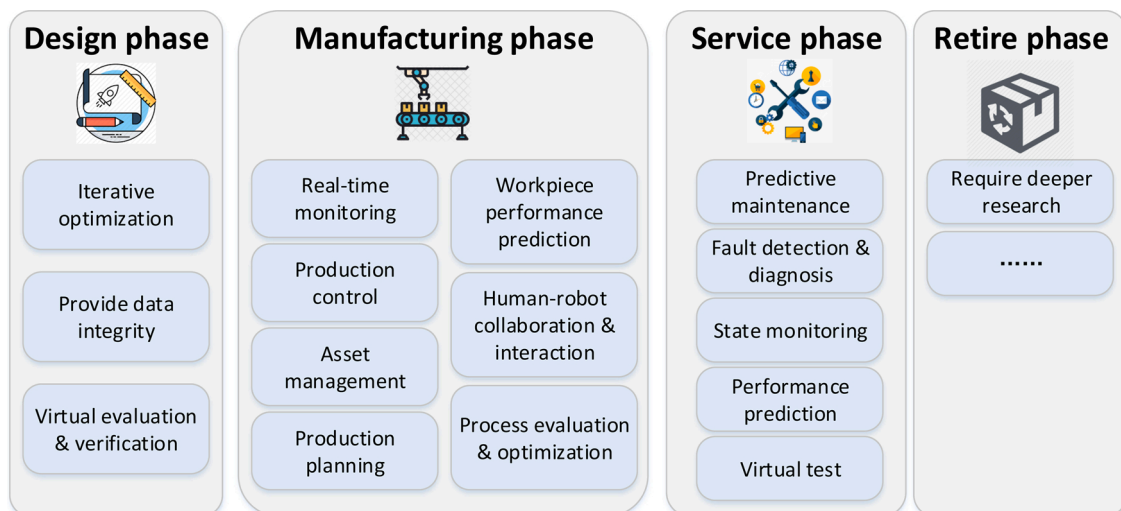 Design phase
Iterative
optimization
Provide data
integrity
Virtual evaluation
& verification
Manufacturing phase
Real-time
monitoring
Production
control
Asset
management
Production
planning
Workpiece
performance
prediction
Human-robot
collaboration &
interaction
Process evaluation
& optimization
Service phase
Predictive
maintenance
Fault detection &
diagnosis
State monitoring
Performance
prediction
Virtual test
Retire phase
Require deeper
research
......